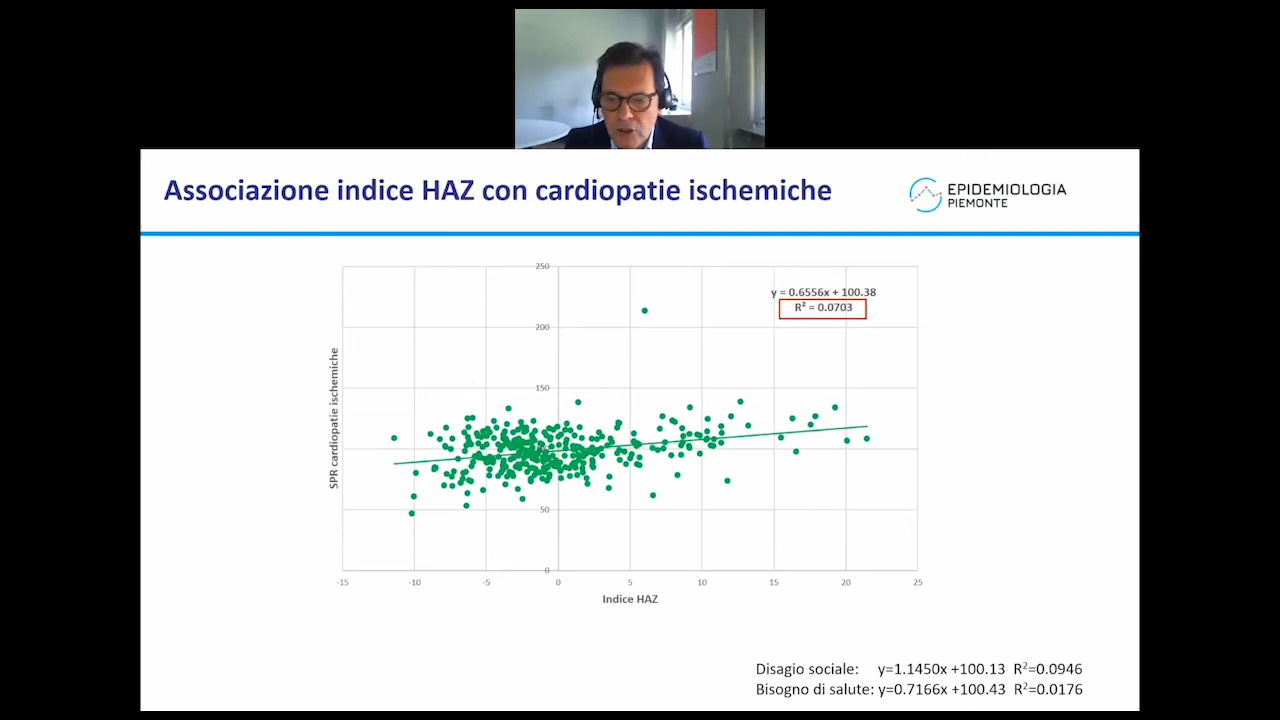 Associazione indice HAZ con cardiopatie ischemiche
EPIDEMIOLOGIA
PIEMONTE
250
y = 0.6556x + 100.38
R² = 0.0703
200
150
50
0
SPR cardiopatie ischemiche
-15 -10 -5 0 5 10 15 20 25
Indice HAZ
Disagio sociale: y=1.1450x +100.13 R²=0.0946
Bisogno di salute: y=0.7166x +100.43 R²=0.0176